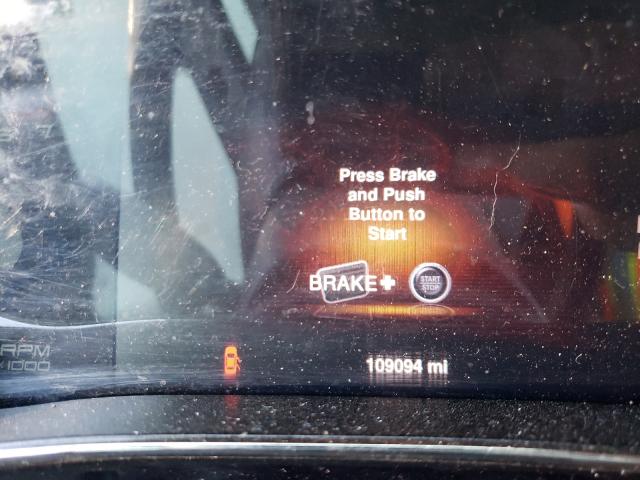 Press Brake
and Push
Button to
Start
BRAKE+
START
STOP
RPM
x1000
109094 mi